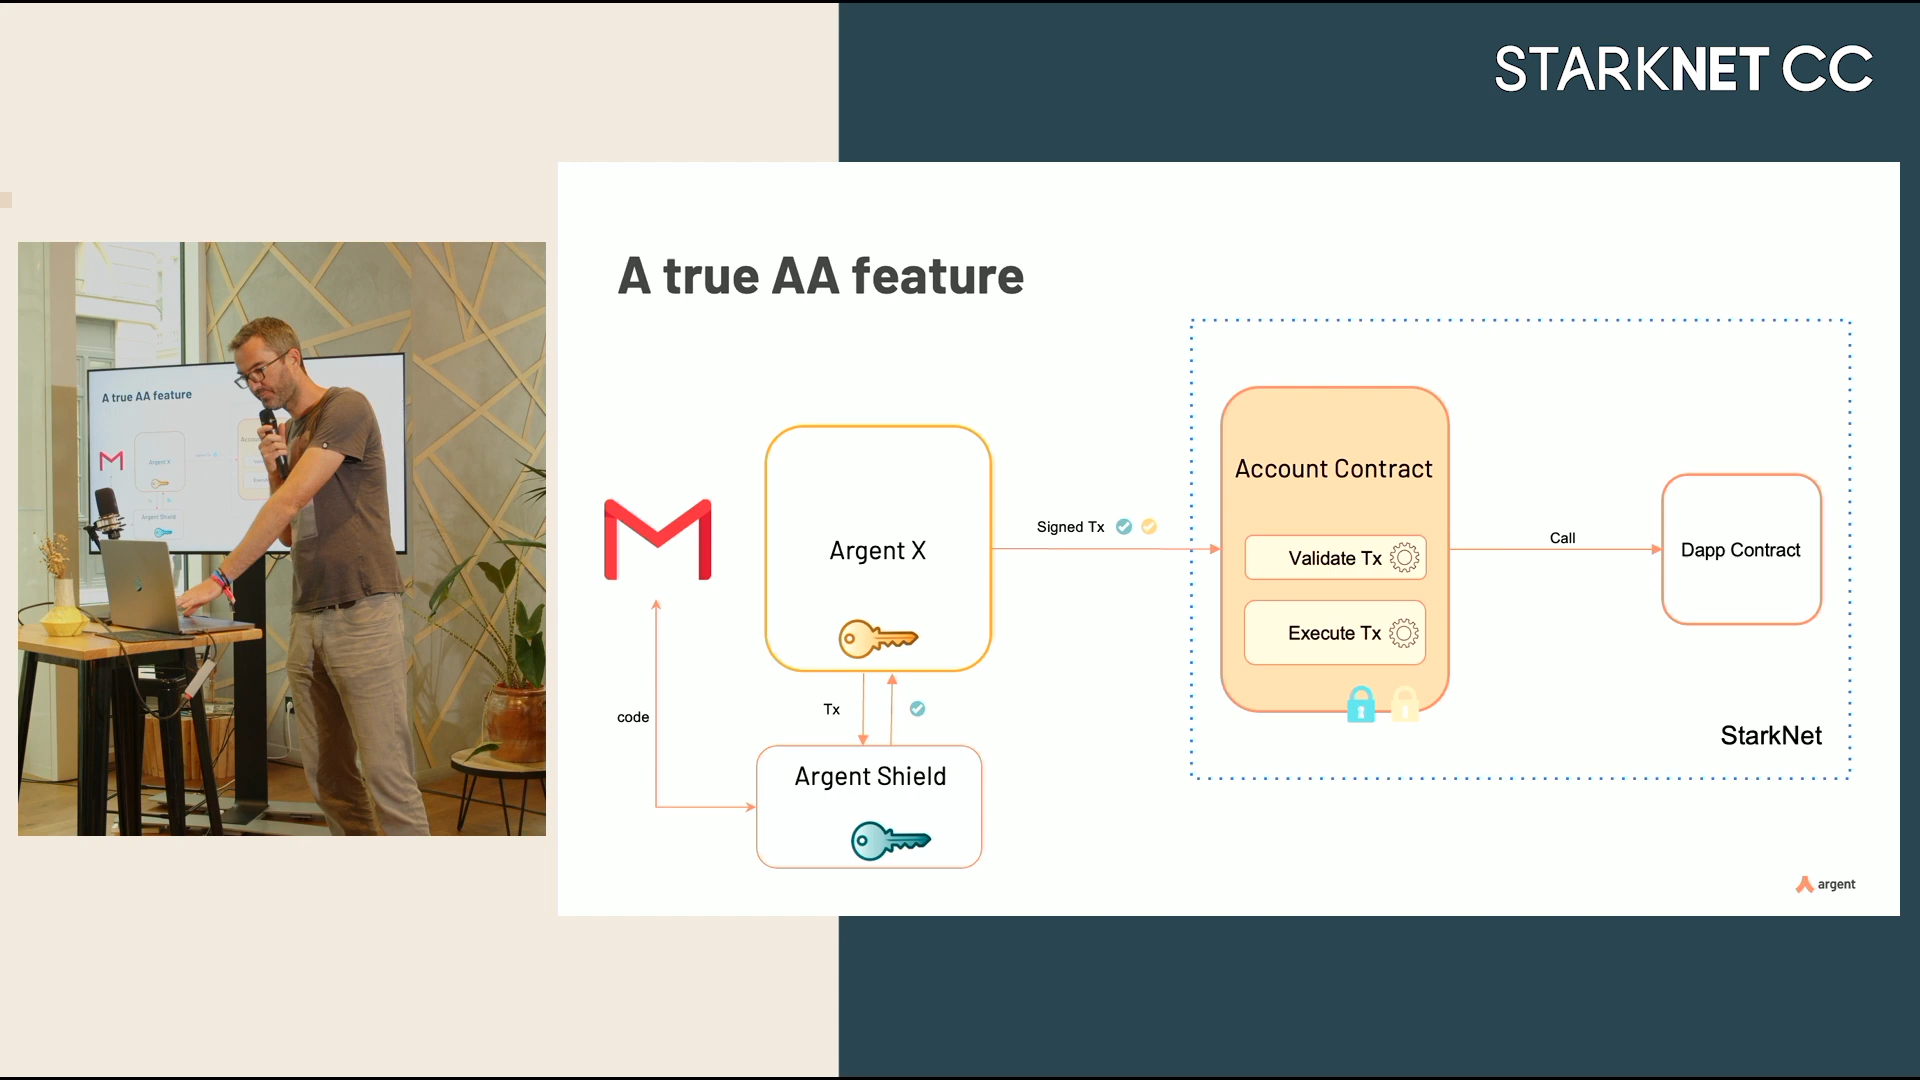 STARKNET CC
A true AA feature
Account Contract
Signed Tx
Argent X
Validate Tx
Call
Dapp Contract
Execute Tx
Tx
code
StarkNet
Argent Shield
argent
A true AA feature
Argent X
Argent Shield